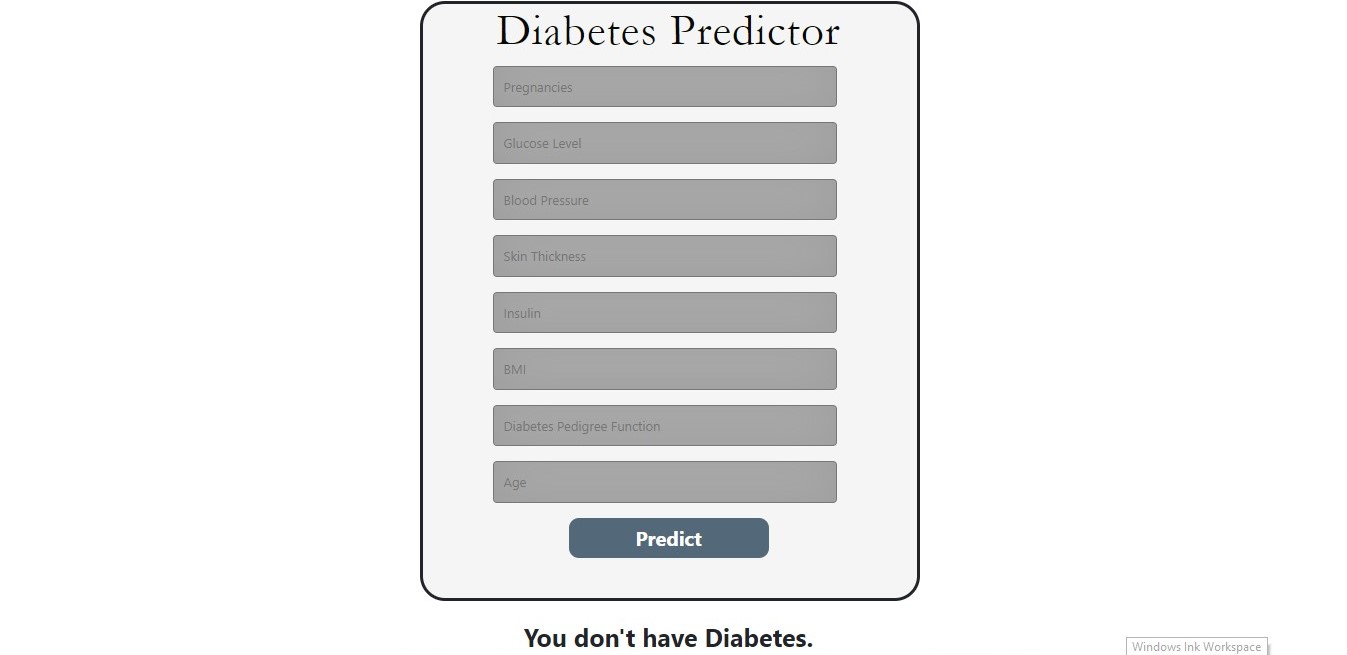 Diabetes Predictor
Pregnancies
Glucose Level
Blood Pressure
Skin Thickness
Insulin
BMI
Diabetes Pedigree Function
Age
Predict
You don't have Diabetes.
Windows Ink Workspace